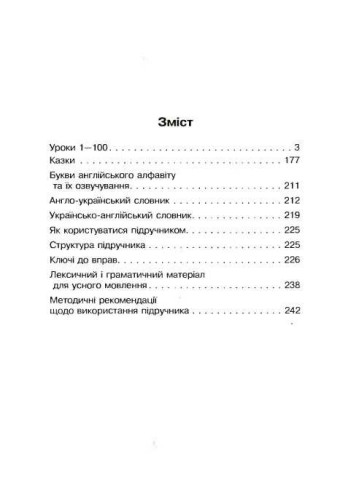 Зміст
Уроки 1—100 . . . . . . . . . . . . . . . . . . . . . . . . . . . . 3
Казки . . . . . . . . . . . . . . . . . . . . . . . . . . . . . . 177
Букви англійського алфавіту
та їх озвучування. . . . . . . . . . . . . . . . . . . . . . 211
Англо-український словник . . . . . . . . . . . . . . . . 212
Українсько-англійський словник. . . . . . . . . . . . . 219
Як користуватися підручником. . . . . . . . . . . . . . 225
Структура підручника . . . . . . . . . . . . . . . . . . . . 225
Ключі до вправ. . . . . . . . . . . . . . . . . . . . . . . . 226
Лексичний і граматичний матеріал
для усного мовлення. . . . . . . . . . . . . . . . . . . . 238
Методичні рекомендації
щодо використання підручника . . . . . . . . . . . . . 242